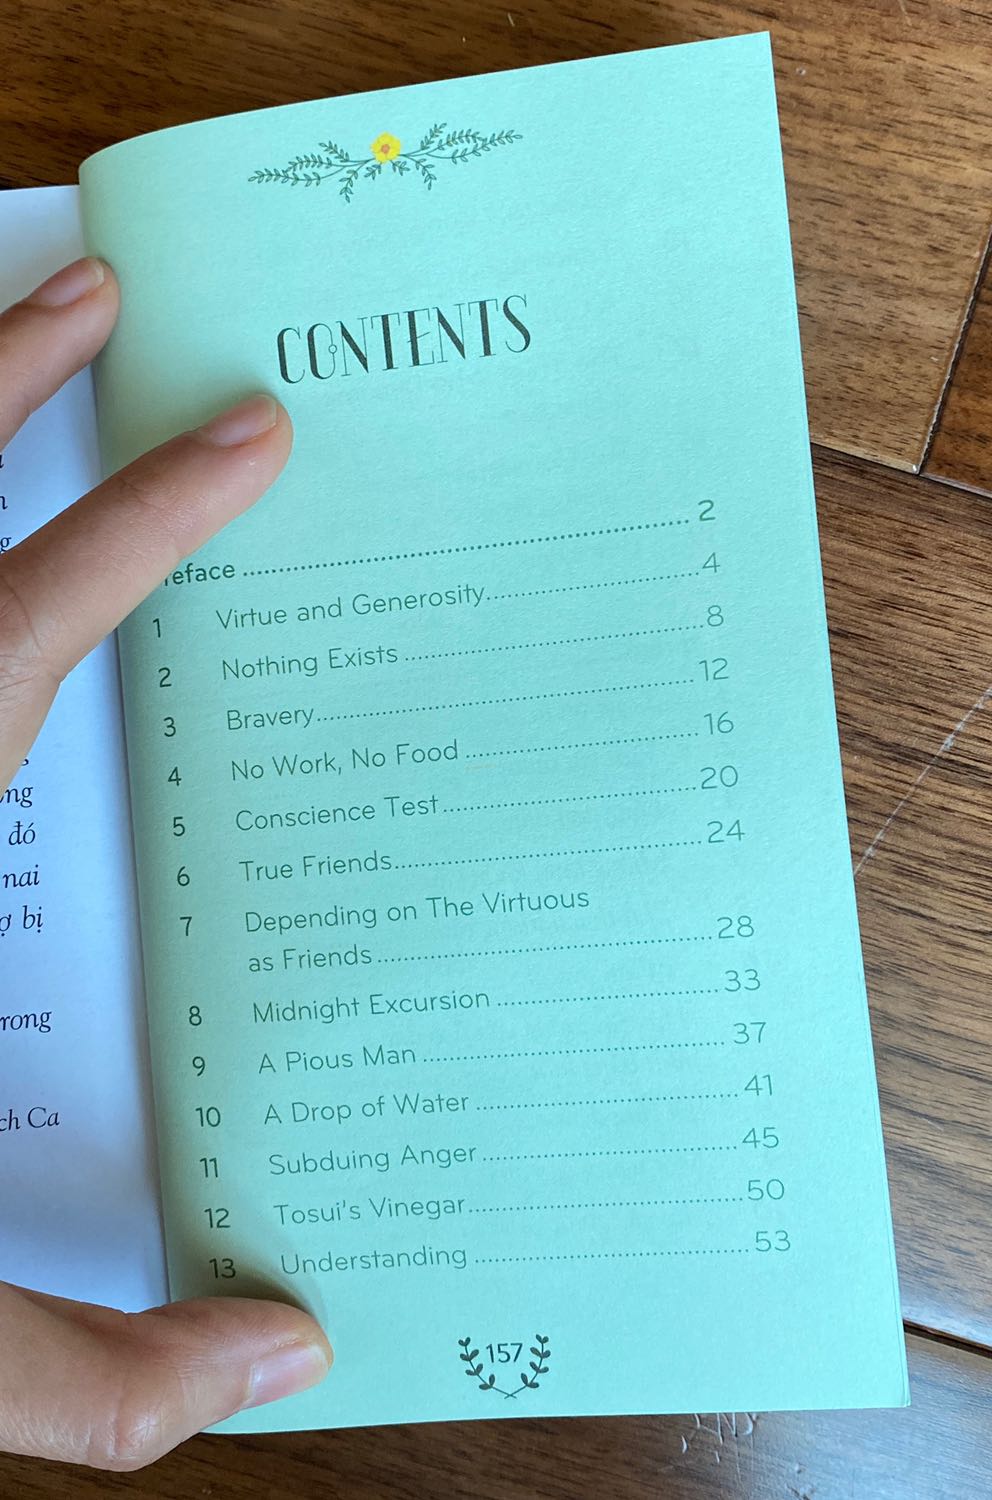 ng
đó
nai
bị
rong
ch Ca
CONTENTS
reface ........ 2
1 Virtue and Generosity ........ 4
2 Nothing Exists ........ 8
3 Bravery ........ 12
4 No Work, No Food ........ 16
5 Conscience Test ........ 20
6 True Friends ........ 24
7 Depending on The Virtuous
as Friends ........ 28
8 Midnight Excursion ........ 33
9 A Pious Man ........ 37
10 A Drop of Water ........ 41
11 Subduing Anger ........ 45
12 Tosui's Vinegar ........ 50
13 Understanding ........ 53
157